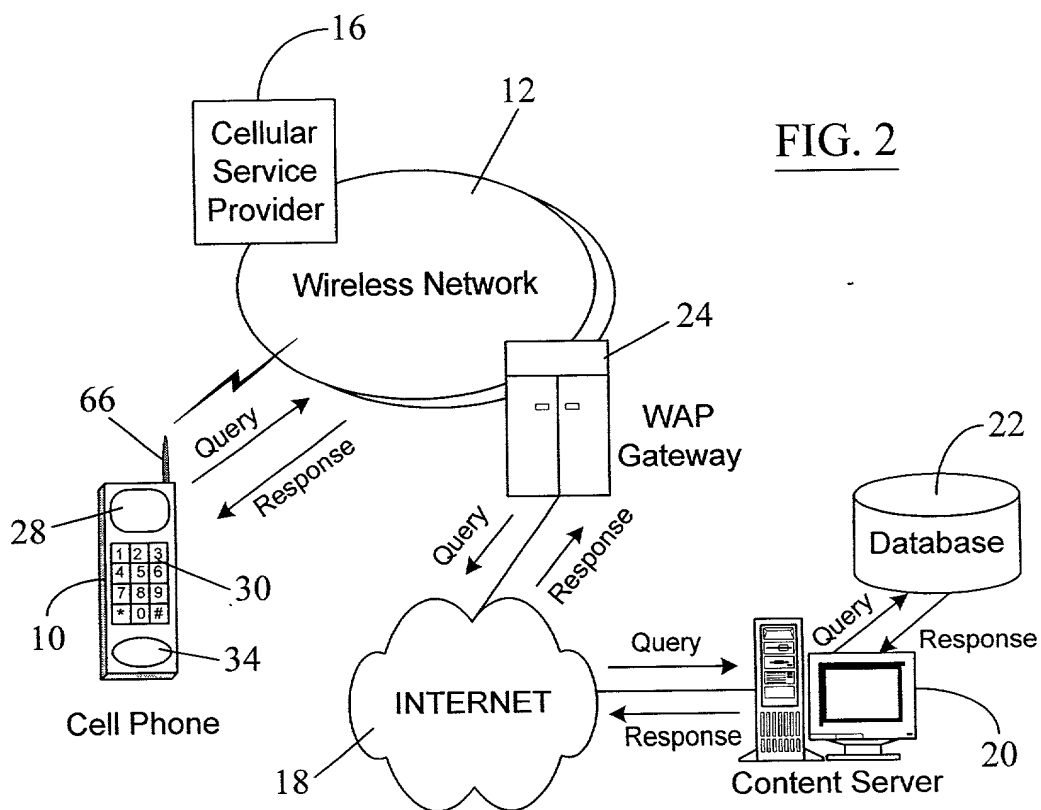 16
12
FIG. 2
Cellular
Service
Provider
Wireless Network
24
66
Query
Response
WAP
Gateway
22
28
Query
Response
Database
1 2 3
4 5 6
7 8 9
* 0 #
30
10
34
Query
Query
Response
Cell Phone
INTERNET
Response
18
20
Content Server